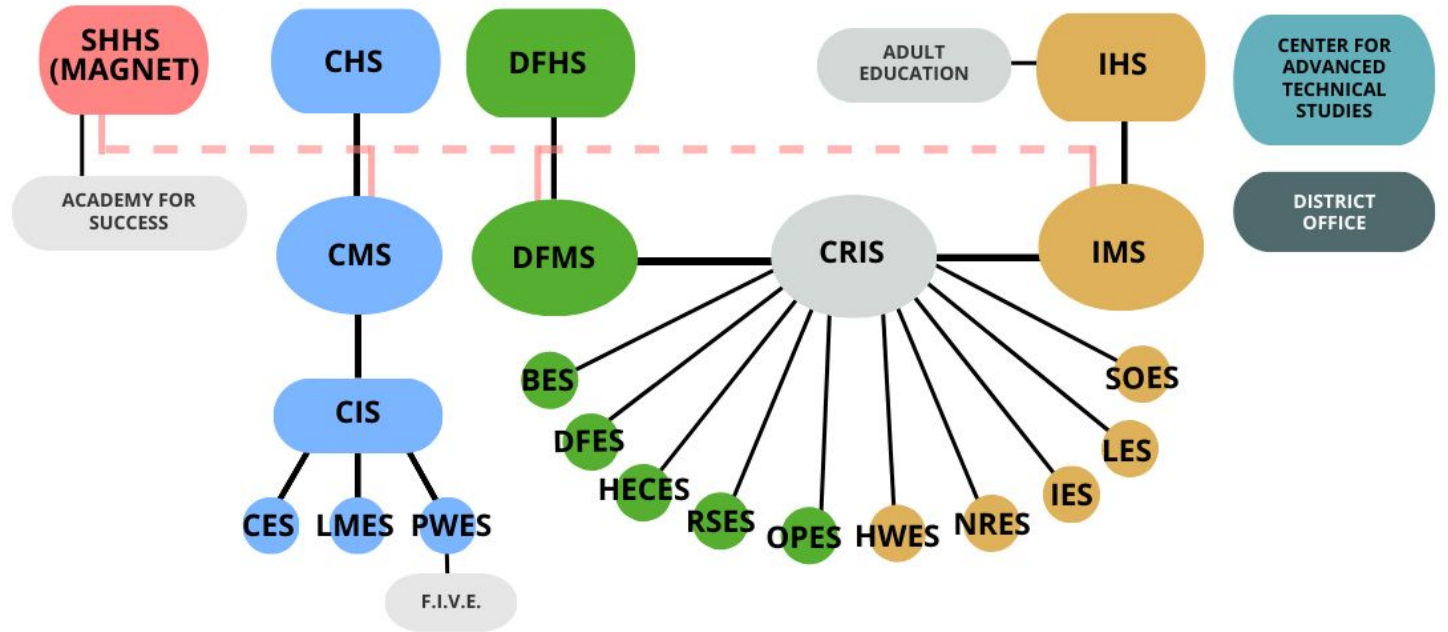 SHHS
(MAGNET)
CHS
DFHS
ADULT
EDUCATION
IHS
CENTER FOR
ADVANCED
TECHNICAL
STUDIES
ACADEMY FOR
SUCCESS
DISTRICT
OFFICE
CMS
DFMS
CRIS
IMS
BES
SOES
CIS
DFES
LES
HECES
IES
CES
LMES
PWES
RSES
OPES
HWES
NRES
F.I.V.E.